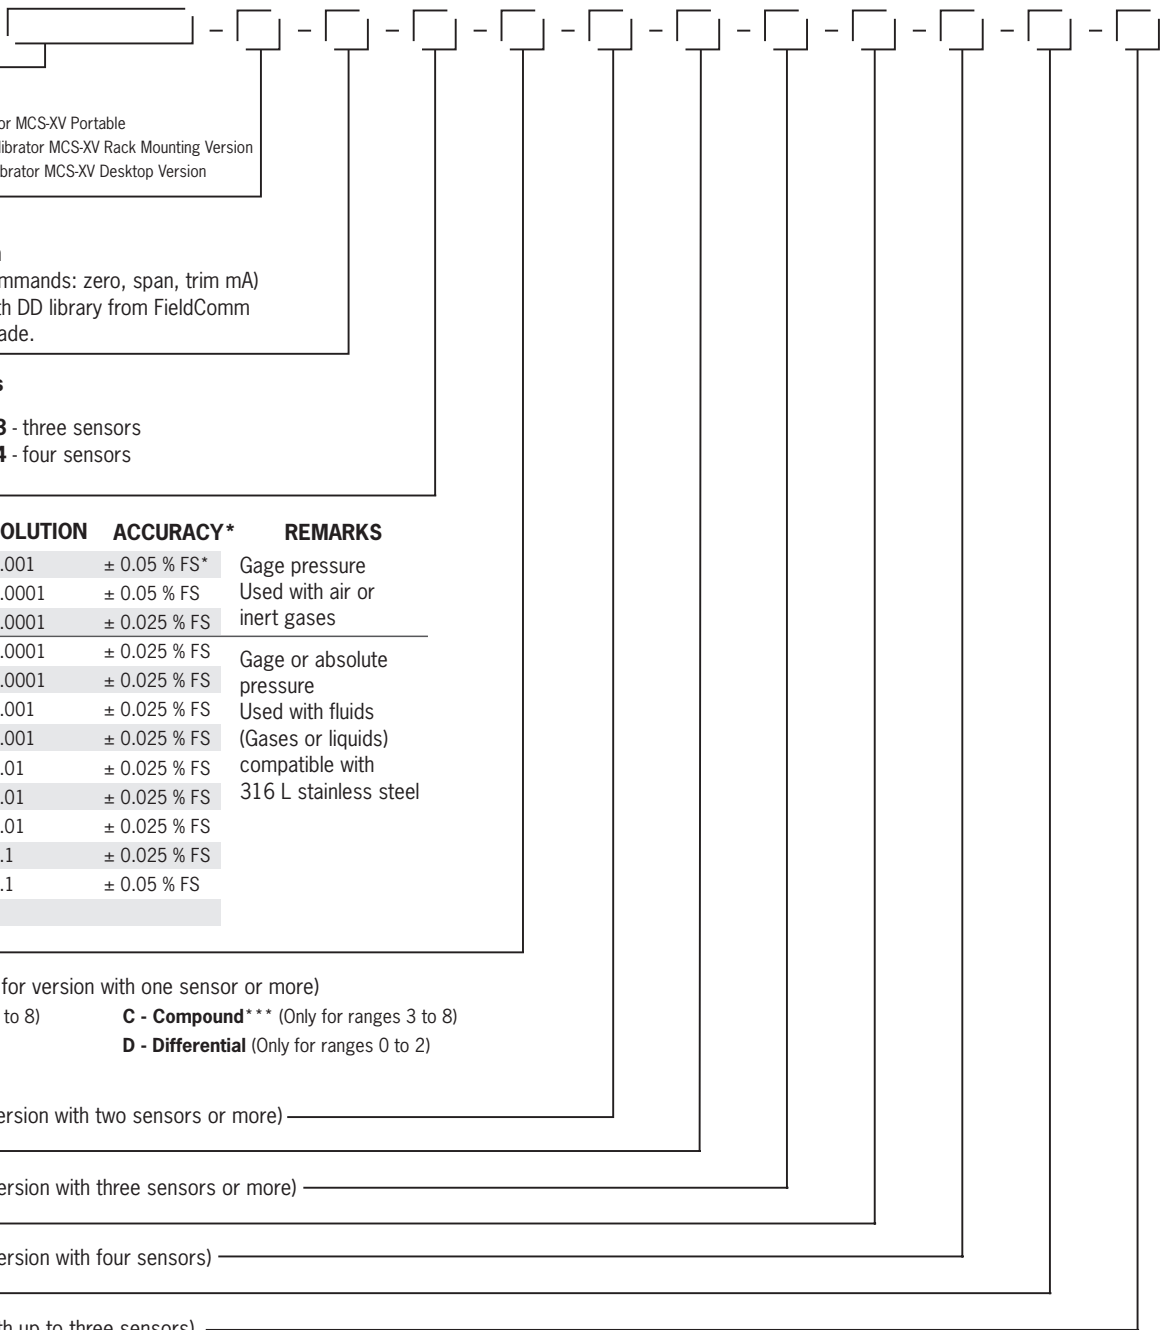 – – – – – – – – – – –
or MCS-XV Portable
librator MCS-XV Rack Mounting Version
brator MCS-XV Desktop Version
mmands: zero, span, trim mA)
th DD library from FieldComm
ade.
s
3 - three sensors
4 - four sensors
OLUTION ACCURACY* REMARKS
.001 ± 0.05 % FS* Gage pressure
.0001 ± 0.05 % FS Used with air or
.0001 ± 0.025 % FS inert gases
.0001 ± 0.025 % FS Gage or absolute
.0001 ± 0.025 % FS pressure
.001 ± 0.025 % FS Used with fluids
.001 ± 0.025 % FS (Gases or liquids)
.01 ± 0.025 % FS compatible with
.01 ± 0.025 % FS 316 L stainless steel
.01 ± 0.025 % FS
.1 ± 0.025 % FS
.1 ± 0.05 % FS
for version with one sensor or more)
to 8) C - Compound*** (Only for ranges 3 to 8)
D - Differential (Only for ranges 0 to 2)
ersion with two sensors or more)
ersion with three sensors or more)
ersion with four sensors)
th up to three sensors)